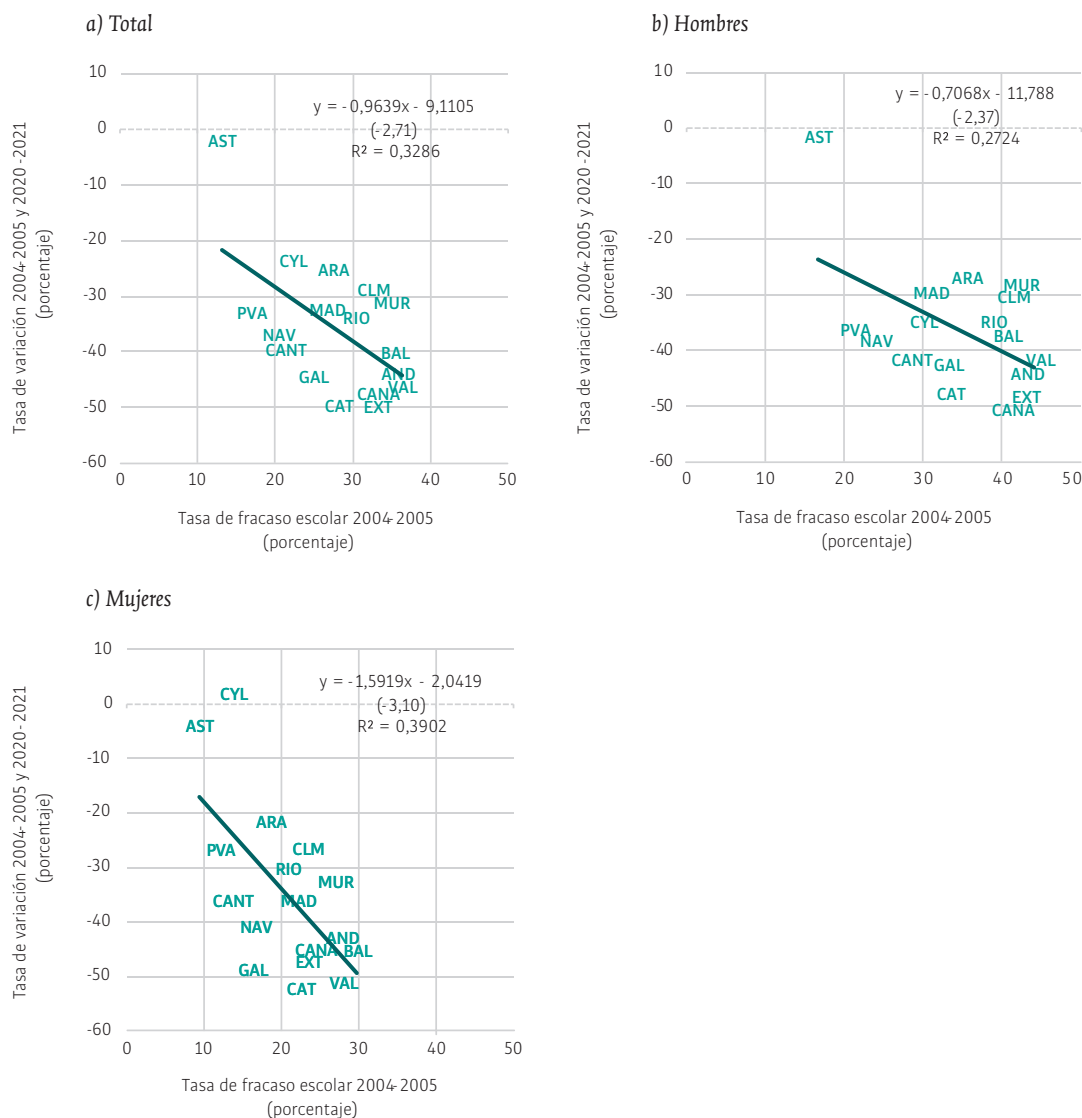 a) Total
10
0
-10
-20
-30
-40
-50
-60
0
10
20
30
40
50
Tasa de variación 2004-2005 y 2020-2021
(porcentaje)
Tasa de fracaso escolar 2004-2005
(porcentaje)
y = -0,9639x - 9,1105
(-2,71)
R² = 0,3286
AST
CYL
ARA
CLM
MUR
PVA
MAD
RIO
NAV
CANT
BAL
GAL
AND
VAL
CANA
CAT
EXT
b) Hombres
10
0
-10
-20
-30
-40
-50
-60
0
10
20
30
40
50
Tasa de variación 2004-2005 y 2020-2021
(porcentaje)
Tasa de fracaso escolar 2004-2005
(porcentaje)
y = -0,7068x - 11,788
(-2,37)
R² = 0,2724
AST
ARA
MUR
MAD
CLM
CYL
RIO
PVA
NAV
BAL
CANT
GAL
VAL
AND
CAT
EXT
CANA
c) Mujeres
10
0
-10
-20
-30
-40
-50
-60
0
10
20
30
40
50
Tasa de variación 2004-2005 y 2020-2021
(porcentaje)
Tasa de fracaso escolar 2004-2005
(porcentaje)
y = -1,5919x - 2,0419
(-3,10)
R² = 0,3902
CYL
AST
ARA
PVA
CLM
RIO
MUR
CANT
MAD
NAV
AND
CANA
BAL
EXT
GAL
VAL
CAT